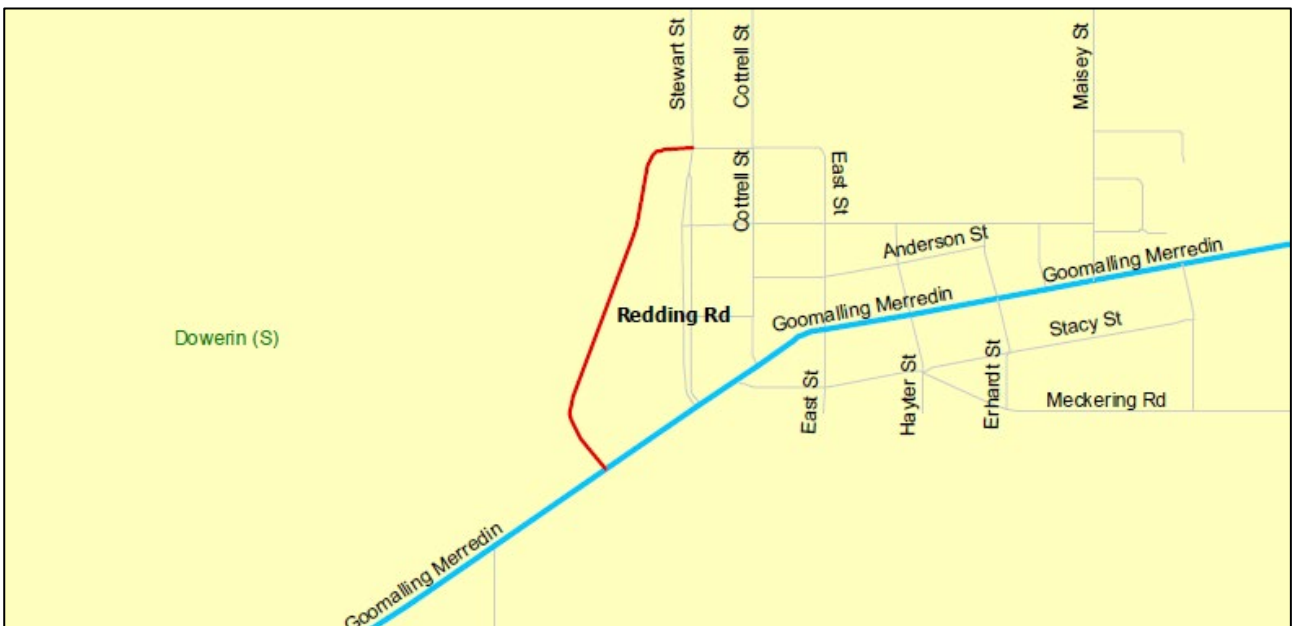 Stewart St
Cottrell St
Maisey St
Cottrell St
East St
Anderson St
Goomalling Merredin
Goomalling Merredin
Redding Rd
Dowerin (S)
Stacy St
East St
Hayter St
Erhardt St
Meckering Rd
Goomalling Merredin